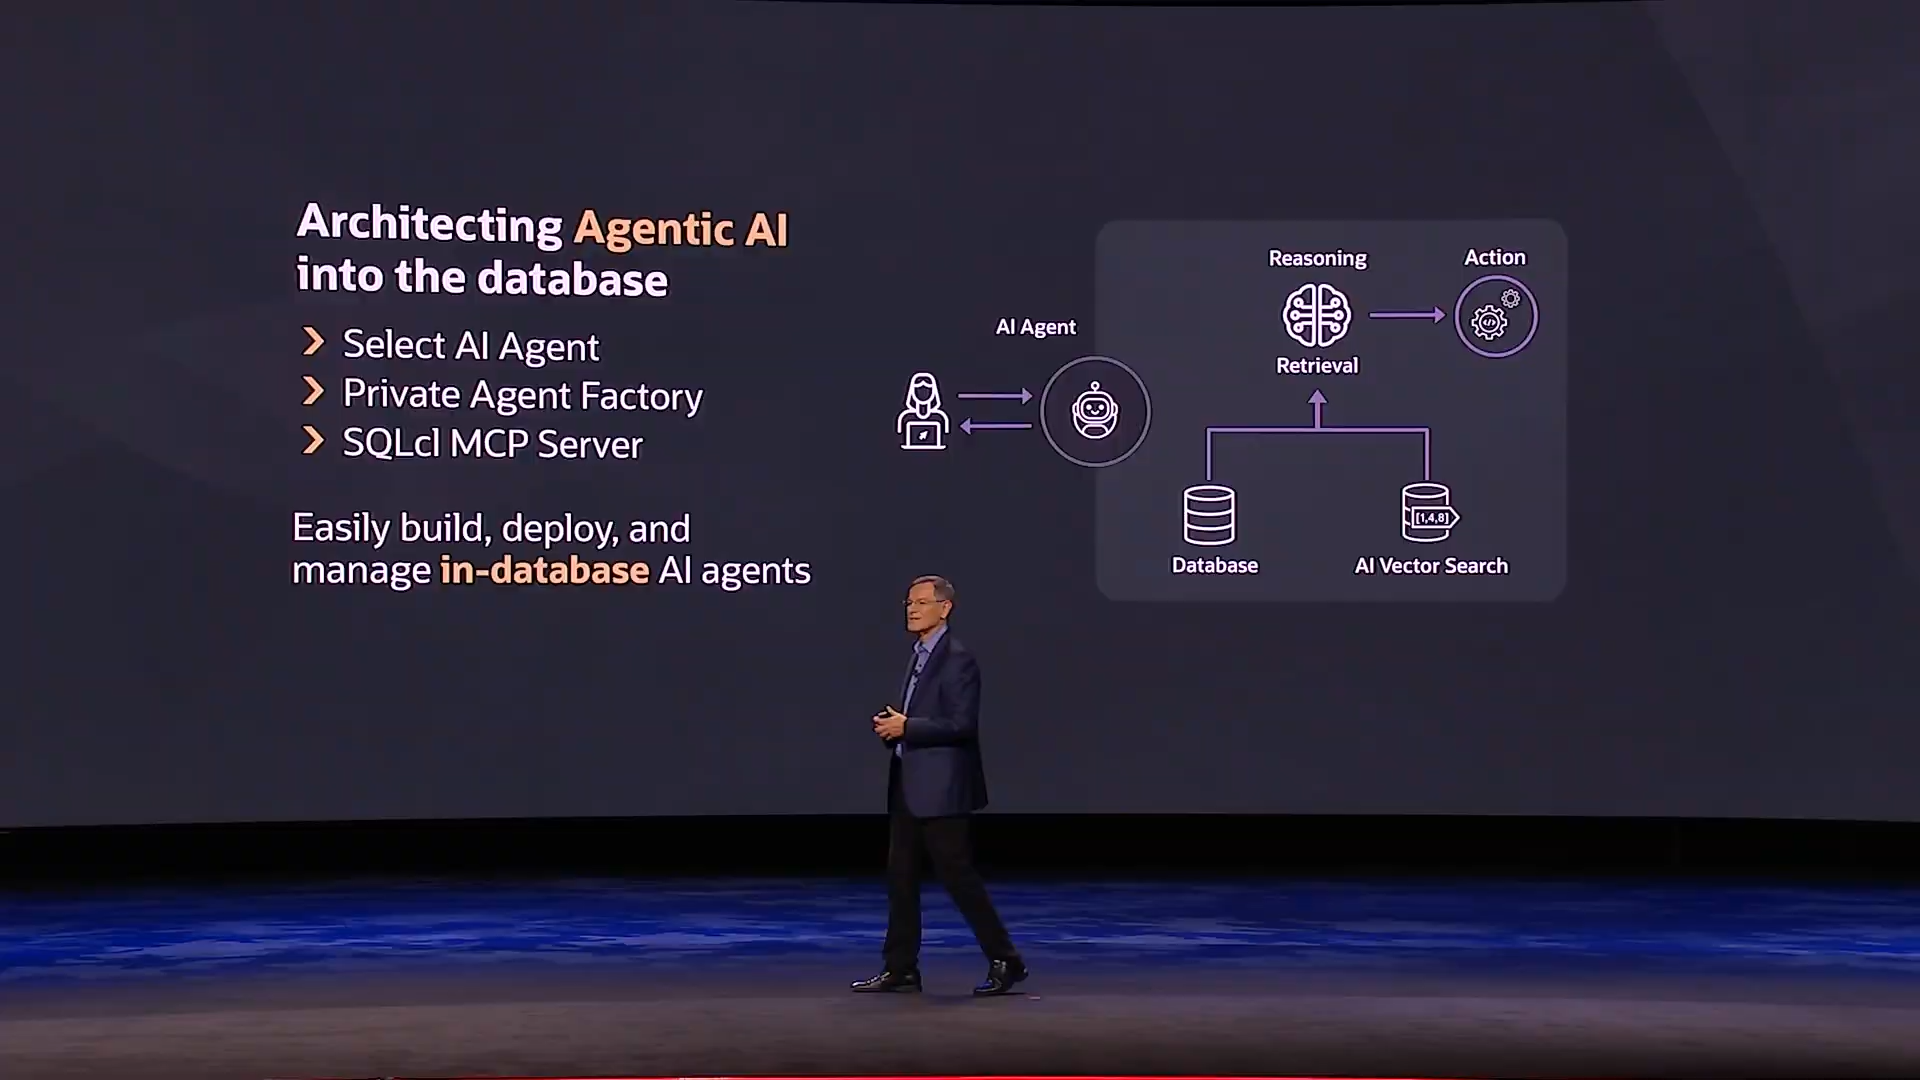 Architecting Agentic AI
into the database
Select AI Agent
Private Agent Factory
SQLcl MCP Server
Easily build, deploy, and
manage in-database AI agents
AI Agent
Reasoning
Action
Retrieval
[1,4,8]
Database
AI Vector Search